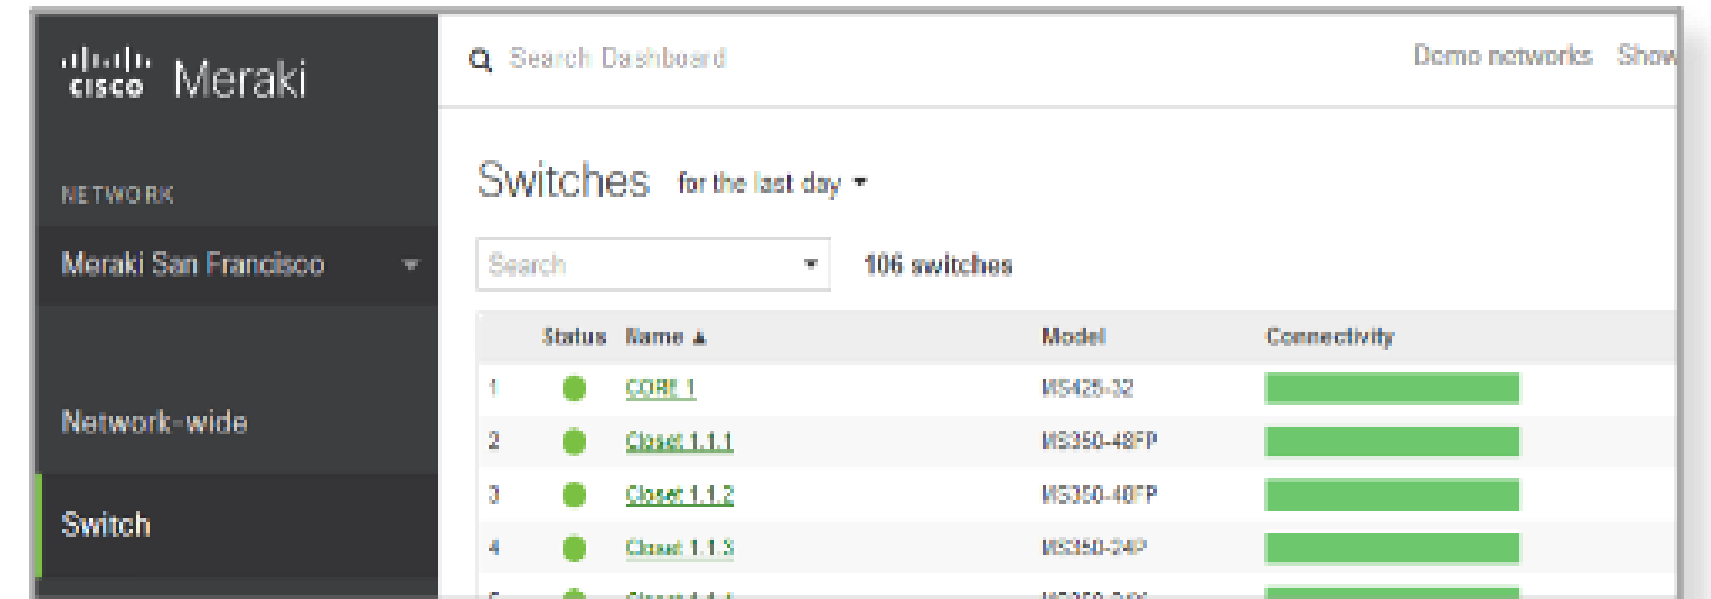 cisco Meraki
Search Dashboard
Demo networks Show
NETWORK
Switches for the last day
Meraki San Francisco
Search
106 switches
Status Name Model Connectivity
1 CORE 1 MS425-32
Network-wide
2 Closet 1.1.1 MS350-48FP
3 Closet 1.1.2 MS350-48FP
Switch
4 Closet 1.1.3 MS350-24P